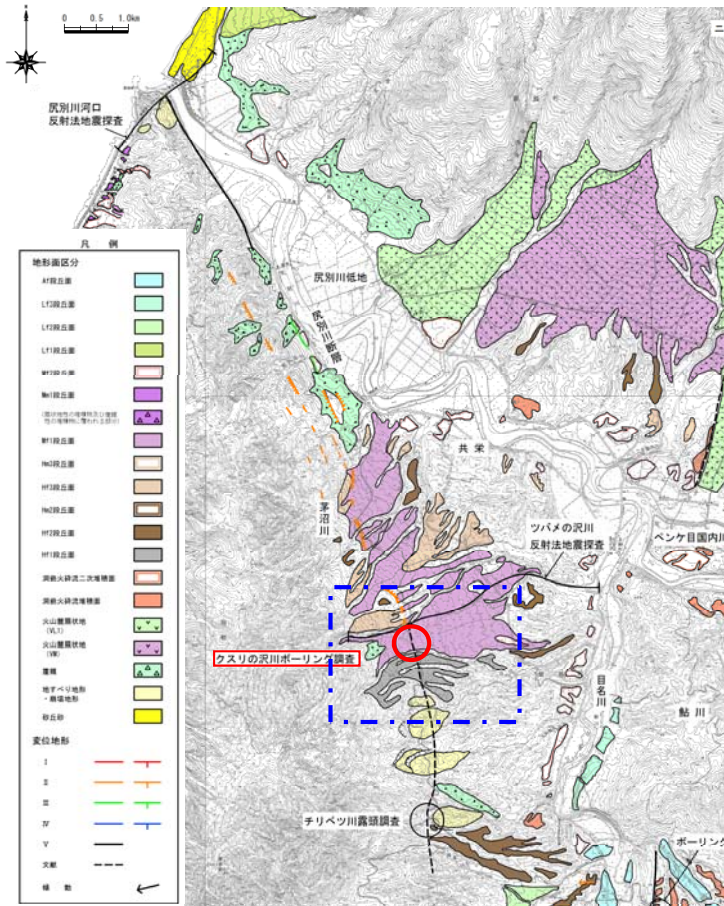 0 0.5 1.0km
ニ
尻別川河口
反射法地震探査
尻別川低地
尻別川断層
共栄
茅沼川
ツバメの沢川
反射法地震探査
ペンケ目国内川
クスリの沢川ボーリング調査
目名川
鮎川
チリベツ川露頭調査
ボーリング
凡 例
地形面区分
Af段丘面
Lf3段丘面
Lf2段丘面
Lf1段丘面
Mf2段丘面
Mm1段丘面
Mf1段丘面
Hm3段丘面
Hf3段丘面
Hm2段丘面
Hf2段丘面
Hf1段丘面
洞爺火砕流二次堆積面
洞爺火砕流堆積面
火山麓扇状地
(VL1)
火山麓扇状地
(VM)
崖錐
地すべり地形
・崩壊地形
砂丘砂
変位地形
I
II
III
IV
V
文献
傾 動